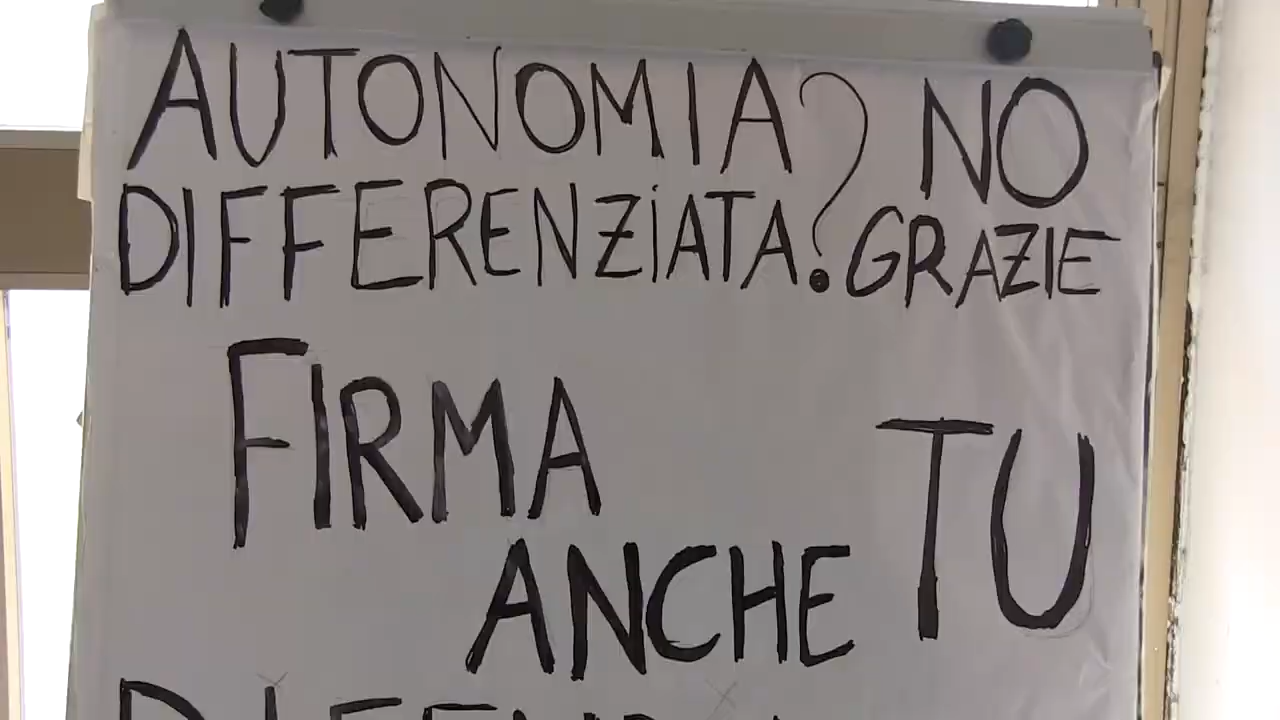 AUTONOMIA
DIFFERENZIATA? NO
GRAZIE
FIRMA
ANCHE TU